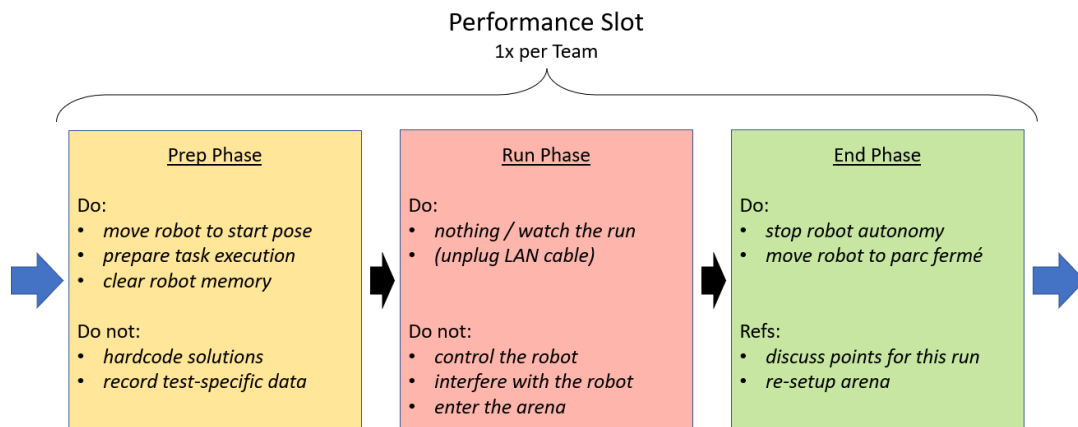 Performance Slot
1x per Team
Prep Phase
Do:
• move robot to start pose
• prepare task execution
• clear robot memory
Do not:
• hardcode solutions
• record test-specific data
Run Phase
Do:
• nothing / watch the run
• (unplug LAN cable)
Do not:
• control the robot
• interfere with the robot
• enter the arena
End Phase
Do:
• stop robot autonomy
• move robot to parc fermé
Refs:
• discuss points for this run
• re-setup arena